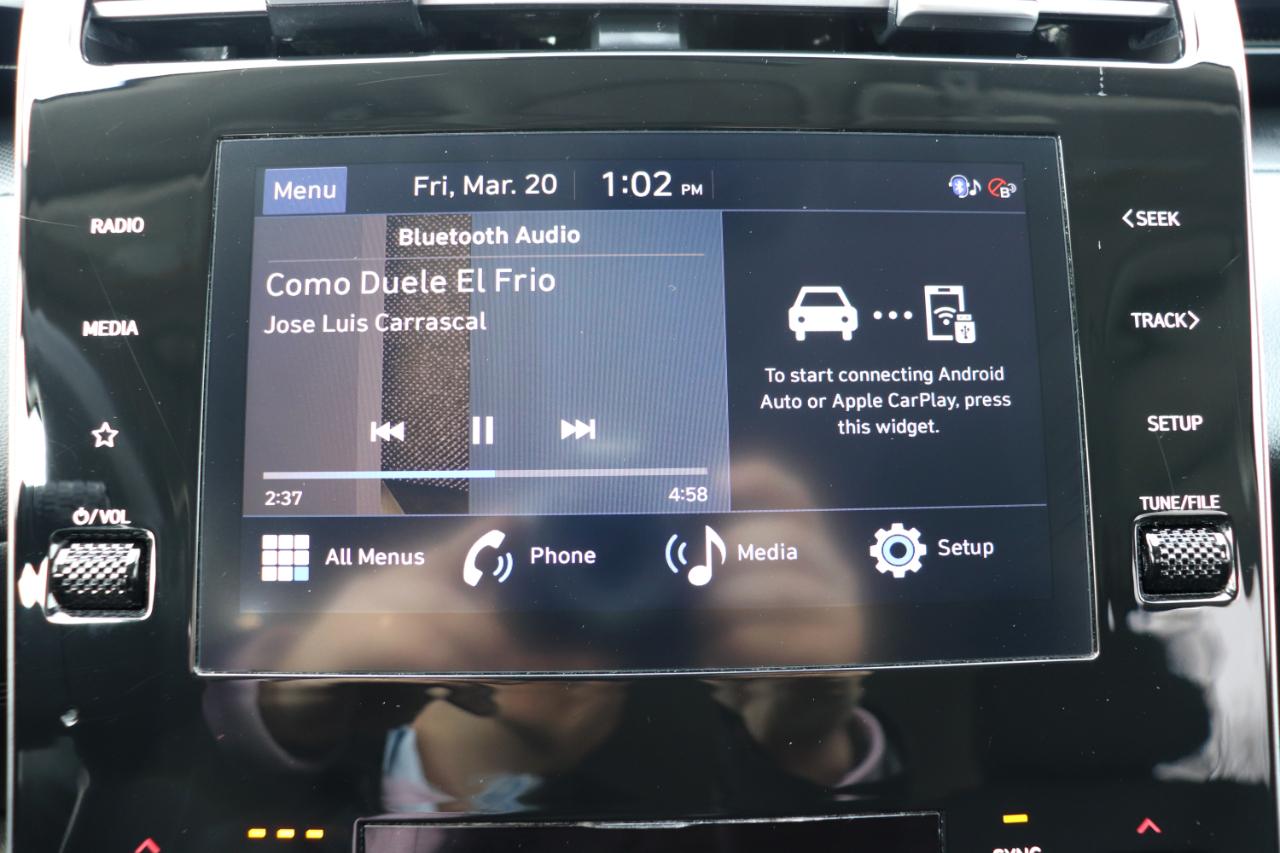 Menu
Fri, Mar. 20
1:02 PM
B
RADIO
Bluetooth Audio
<SEEK
Como Duele El Frio
Jose Luis Carrascal
MEDIA
TRACK>
To start connecting Android
Auto or Apple CarPlay, press
this widget.
SETUP
2:37
4:58
⏻/VOL
TUNE/FILE
All Menus
Phone
Media
Setup
SYNC